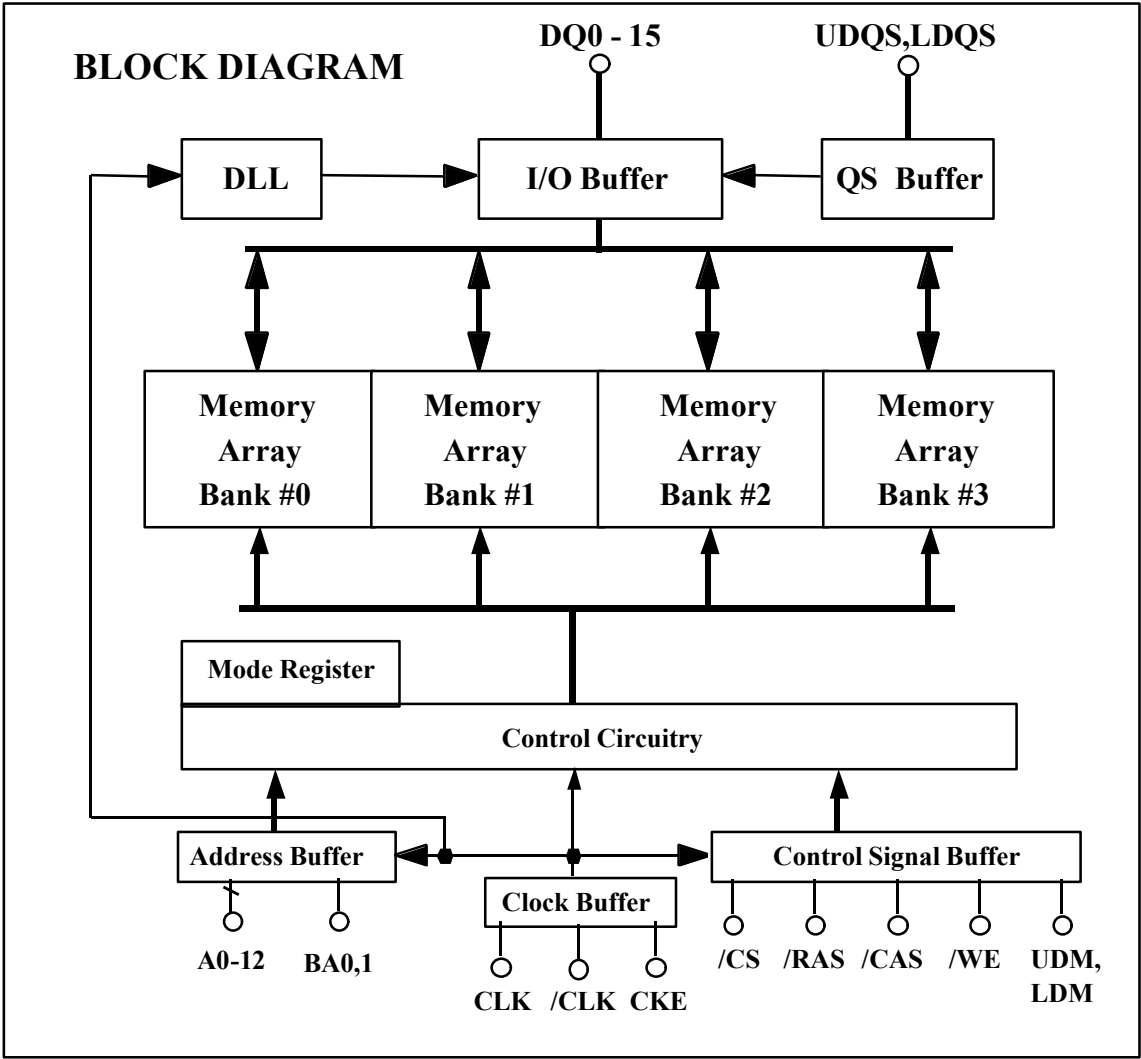 DQ0 - 15
UDQS,LDQS
BLOCK DIAGRAM
DLL
I/O Buffer
QS Buffer
Memory
Array
Bank #0
Memory
Array
Bank #1
Memory
Array
Bank #2
Memory
Array
Bank #3
Mode Register
Control Circuitry
Address Buffer
Control Signal Buffer
Clock Buffer
A0-12
BA0,1
CLK
/CLK
CKE
/CS
/RAS
/CAS
/WE
UDM,
LDM